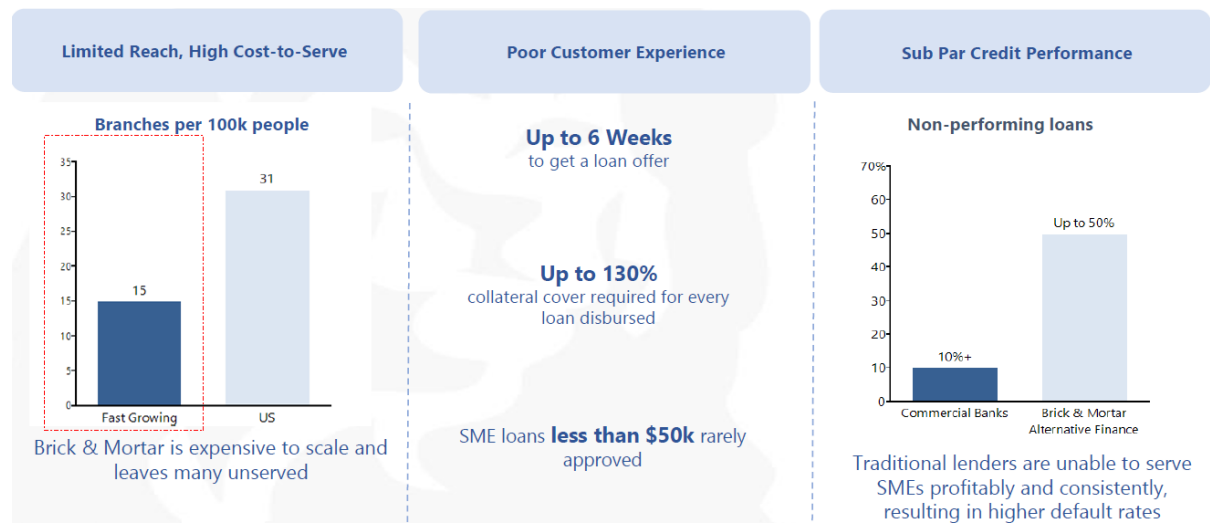 Limited Reach, High Cost-to-Serve
Branches per 100k people
35
30
25
20
15
10
5
0
15
31
Fast Growing
US
Brick & Mortar is expensive to scale and
leaves many unserved
Poor Customer Experience
Up to 6 Weeks
to get a loan offer
Up to 130%
collateral cover required for every
loan disbursed
SME loans less than $50k rarely
approved
Sub Par Credit Performance
Non-performing loans
70%
60
50
40
30
20
10
0
10%+
Up to 50%
Commercial Banks
Brick & Mortar
Alternative Finance
Traditional lenders are unable to serve
SMEs profitably and consistently,
resulting in higher default rates